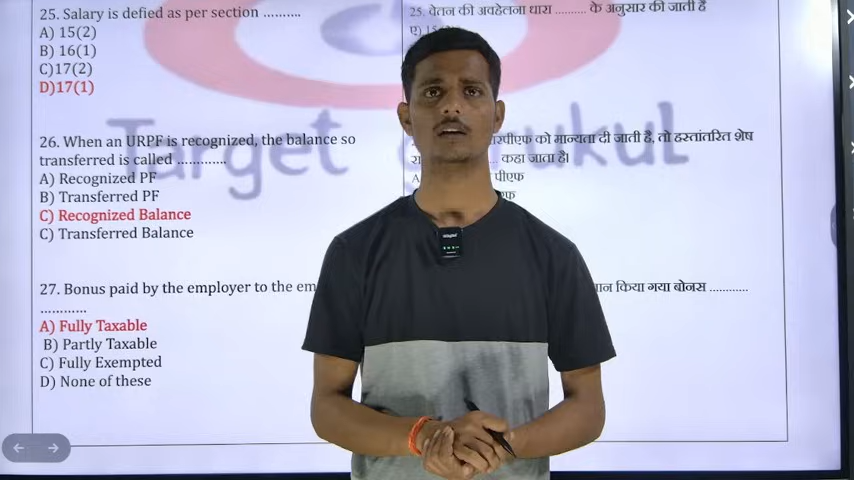 25. Salary is defied as per section ..........
A) 15(2)
B) 16(1)
C)17(2)
D)17(1)
26. When an URPF is recognized, the balance so
transferred is called .............
A) Recognized PF
B) Transferred PF
C) Recognized Balance
C) Transferred Balance
27. Bonus paid by the employer to the em
.............
A) Fully Taxable
B) Partly Taxable
C) Fully Exempted
D) None of these
25. वेतन की अवहेलना धारा .......... के अनुसार की जाती है
ए) 15
को मान्यता दी जाती है, तो हस्तांतरित शेष
कहा जाता है।
पीएफ
किया गया बोनस ............
Target